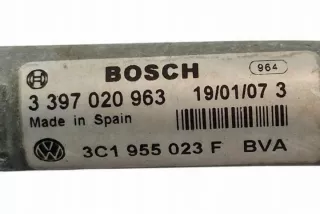 BOSCH 964
3 397 020 963 19/01/07 3
Made in Spain
3C1 955 023 F BVA